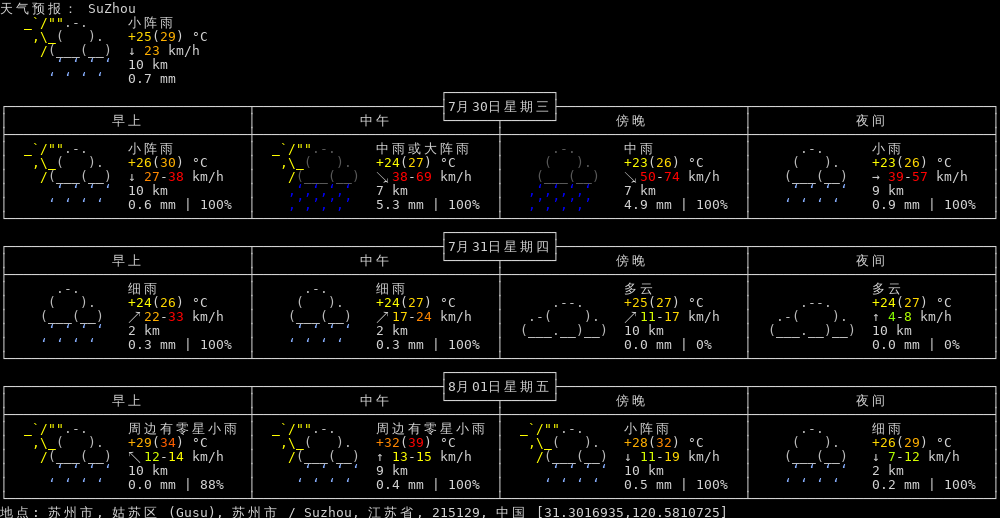 天气预报： SuZhou
小阵雨
+25(29) °C
↓ 23 km/h
10 km
0.7 mm
7月30日星期三
早上 中午 傍晚 夜间
小阵雨 中雨或大阵雨 中雨 小雨
+26(30) °C +24(27) °C +23(26) °C +23(26) °C
↓ 27-38 km/h ↘ 38-69 km/h ↘ 50-74 km/h → 39-57 km/h
10 km 7 km 7 km 9 km
0.6 mm | 100% 5.3 mm | 100% 4.9 mm | 100% 0.9 mm | 100%
7月31日星期四
早上 中午 傍晚 夜间
细雨 细雨 多云 多云
+24(26) °C +24(27) °C +25(27) °C +24(27) °C
↗ 22-33 km/h ↗ 17-24 km/h ↗ 11-17 km/h ↑ 4-8 km/h
2 km 2 km 10 km 10 km
0.3 mm | 100% 0.3 mm | 100% 0.0 mm | 0% 0.0 mm | 0%
8月01日星期五
早上 中午 傍晚 夜间
周边有零星小雨 周边有零星小雨 小阵雨 细雨
+29(34) °C +32(39) °C +28(32) °C +26(29) °C
↖ 12-14 km/h ↑ 13-15 km/h ↓ 11-19 km/h ↓ 7-12 km/h
10 km 9 km 10 km 2 km
0.0 mm | 88% 0.4 mm | 100% 0.5 mm | 100% 0.2 mm | 100%
地点: 苏州市, 姑苏区 (Gusu), 苏州市 / Suzhou, 江苏省, 215129, 中国 [31.3016935,120.5810725]